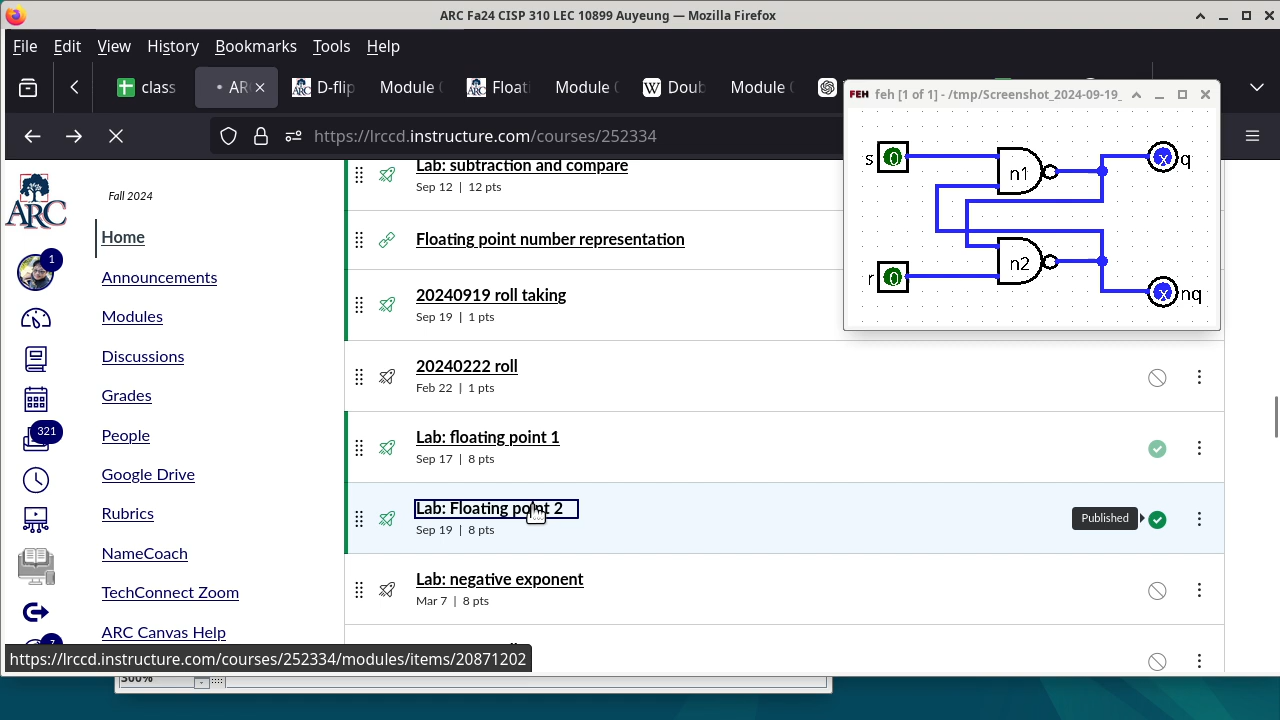 ARC Fa24 CISP 310 LEC 10899 Auyeung — Mozilla Firefox
File Edit View History Bookmarks Tools Help
class
AR
D-flip
Module
Floati
Module
Doub
Module
https://lrccd.instructure.com/courses/252334
FEH feh [1 of 1] - /tmp/Screenshot_2024-09-19_
s 0 n1 x q
r 0 n2 x nq
ARC
Fall 2024
Home
Announcements
Modules
Discussions
Grades
People
Google Drive
Rubrics
NameCoach
TechConnect Zoom
ARC Canvas Help
1
321
7
Lab: subtraction and compare
Sep 12 | 12 pts
Floating point number representation
20240919 roll taking
Sep 19 | 1 pts
20240222 roll
Feb 22 | 1 pts
Lab: floating point 1
Sep 17 | 8 pts
Lab: Floating point 2
Sep 19 | 8 pts
Published
Lab: negative exponent
Mar 7 | 8 pts
https://lrccd.instructure.com/courses/252334/modules/items/20871202
300%